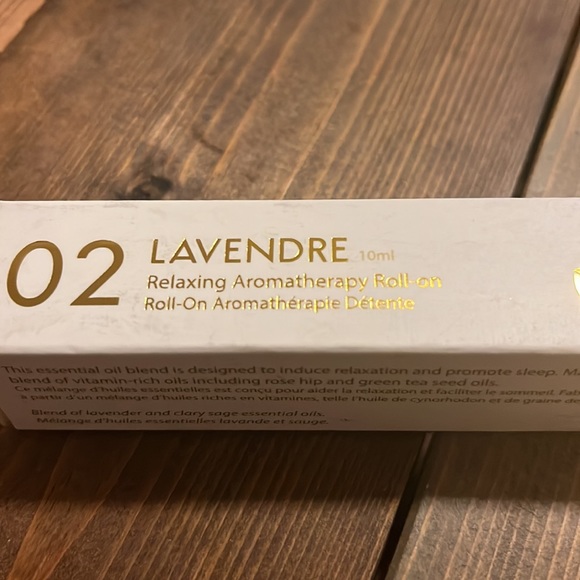 02
LAVENDRE 10ml
Relaxing Aromatherapy Roll-on
Roll-On Aromathérapie Détente
This essential oil blend is designed to induce relaxation and promote sleep. Ma
blend of vitamin-rich oils including rose hip and green tea seed oils.
Ce mélange d'huiles essentielles est conçu pour aider la relaxation et faciliter le sommeil. Fab
à partir d'un mélange d'huiles riches en vitamines, telle l'huile de cynorhodon et de graine de
Blend of lavender and clary sage essential oils.
Mélange d'huiles essentielles lavande et sauge.